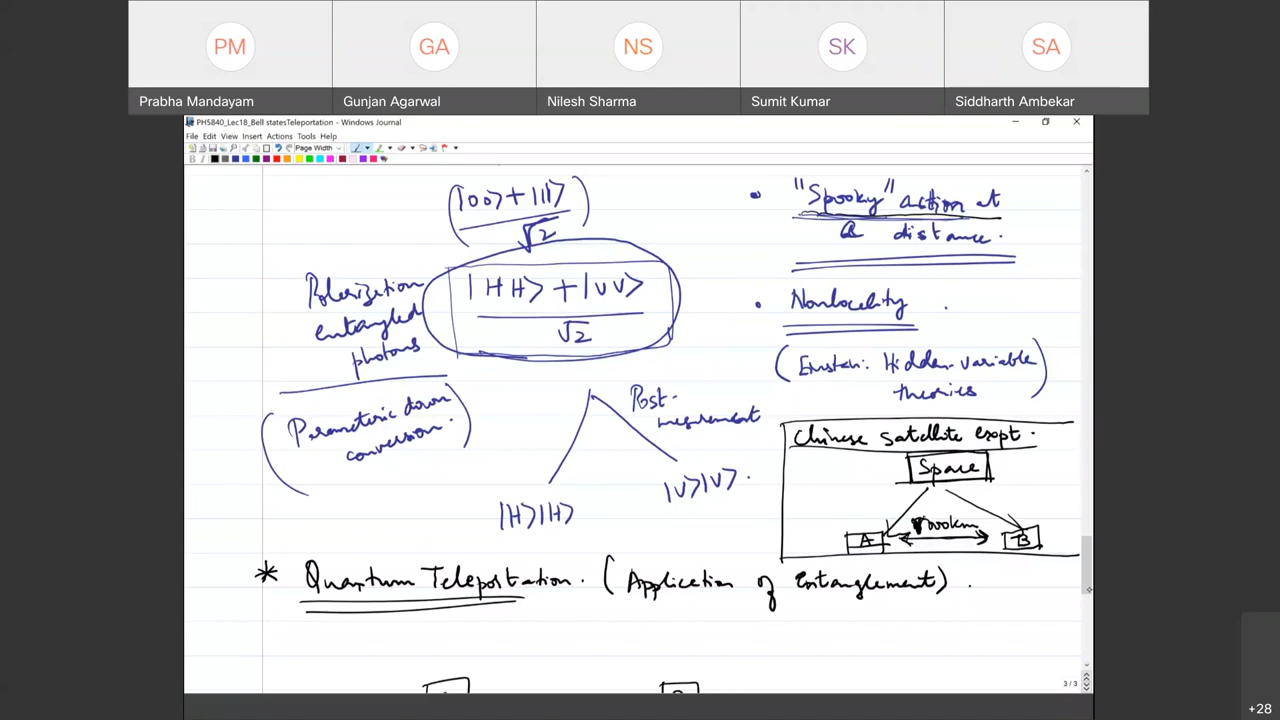 PM
GA
NS
SK
SA
Prabha Mandayam
Gunjan Agarwal
Nilesh Sharma
Sumit Kumar
Siddharth Ambekar
PH5840_Lec18_Bell statesTeleportation - Windows Journal
File Edit View Insert Actions Tools Help
Page Width
B I
(|00> + |11>)
√2
|HH> + |VV>
√2
Polarization
entangled
photons
(Parametric down
conversion.)
Post-
|H>|H>
|V>|V>.
• "Spooky" action at
a distance.
• Nonlocality.
(Einstein: Hidden-variable
theories)
Chinese satellite expt.
Space
A
B
* Quantum Teleportation. (Application of Entanglement).
3 / 3
+28